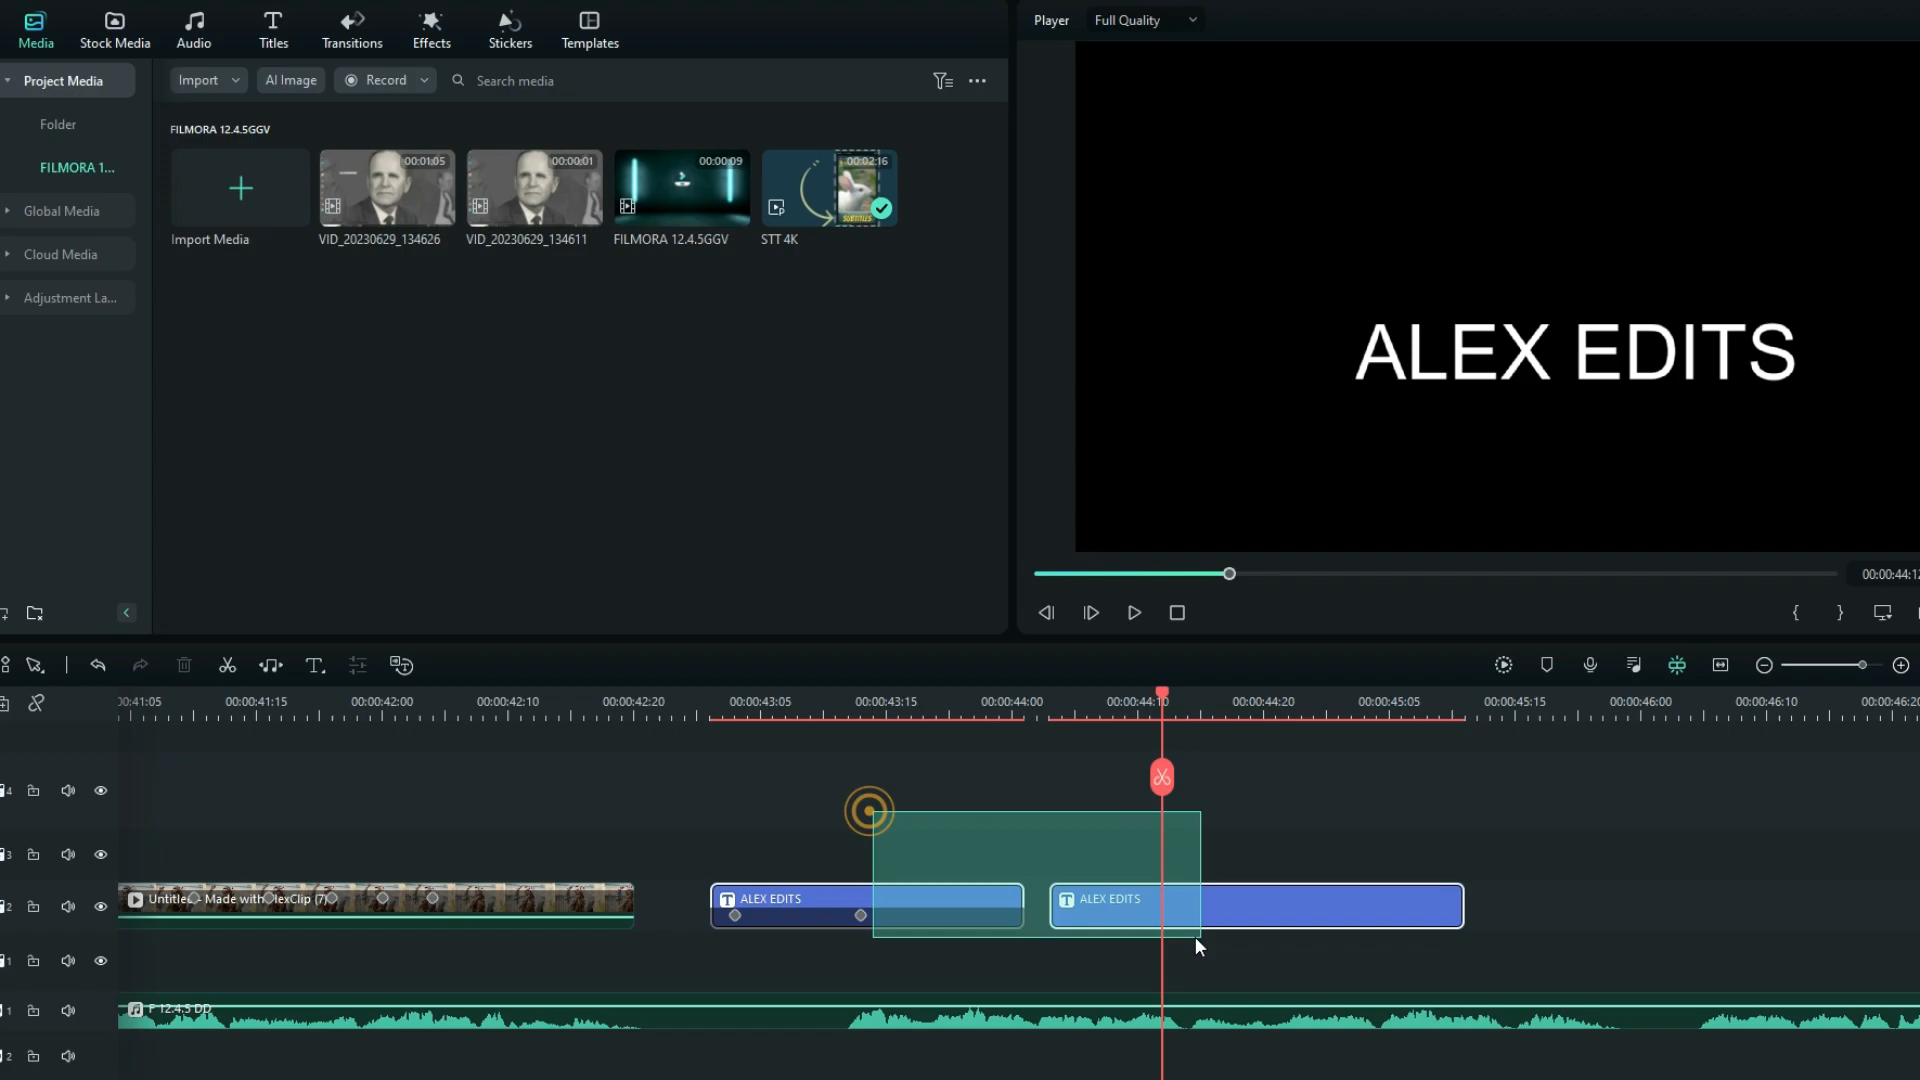 Media
Stock Media
Audio
Titles
Transitions
Effects
Stickers
Templates
Player
Full Quality
Project Media
Import
AI Image
Record
Search media
Folder
FILMORA 1...
Global Media
Cloud Media
Adjustment La...
FILMORA 12.4.5GGV
00:01:05
00:00:01
00:00:09
00:02:16
SUBTITLES
Import Media
VID_20230629_134626
VID_20230629_134611
FILMORA 12.4.5GGV
STT 4K
ALEX EDITS
00:00:44:12
00:41:05
00:00:41:15
00:00:42:00
00:00:42:10
00:00:42:20
00:00:43:05
00:00:43:15
00:00:44:00
00:00:44:10
00:00:44:20
00:00:45:05
00:00:45:15
00:00:46:00
00:00:46:10
00:00:46:20
4
3
2
ALEX EDITS
ALEX EDITS
1
1
F 12.4.5 DD
2